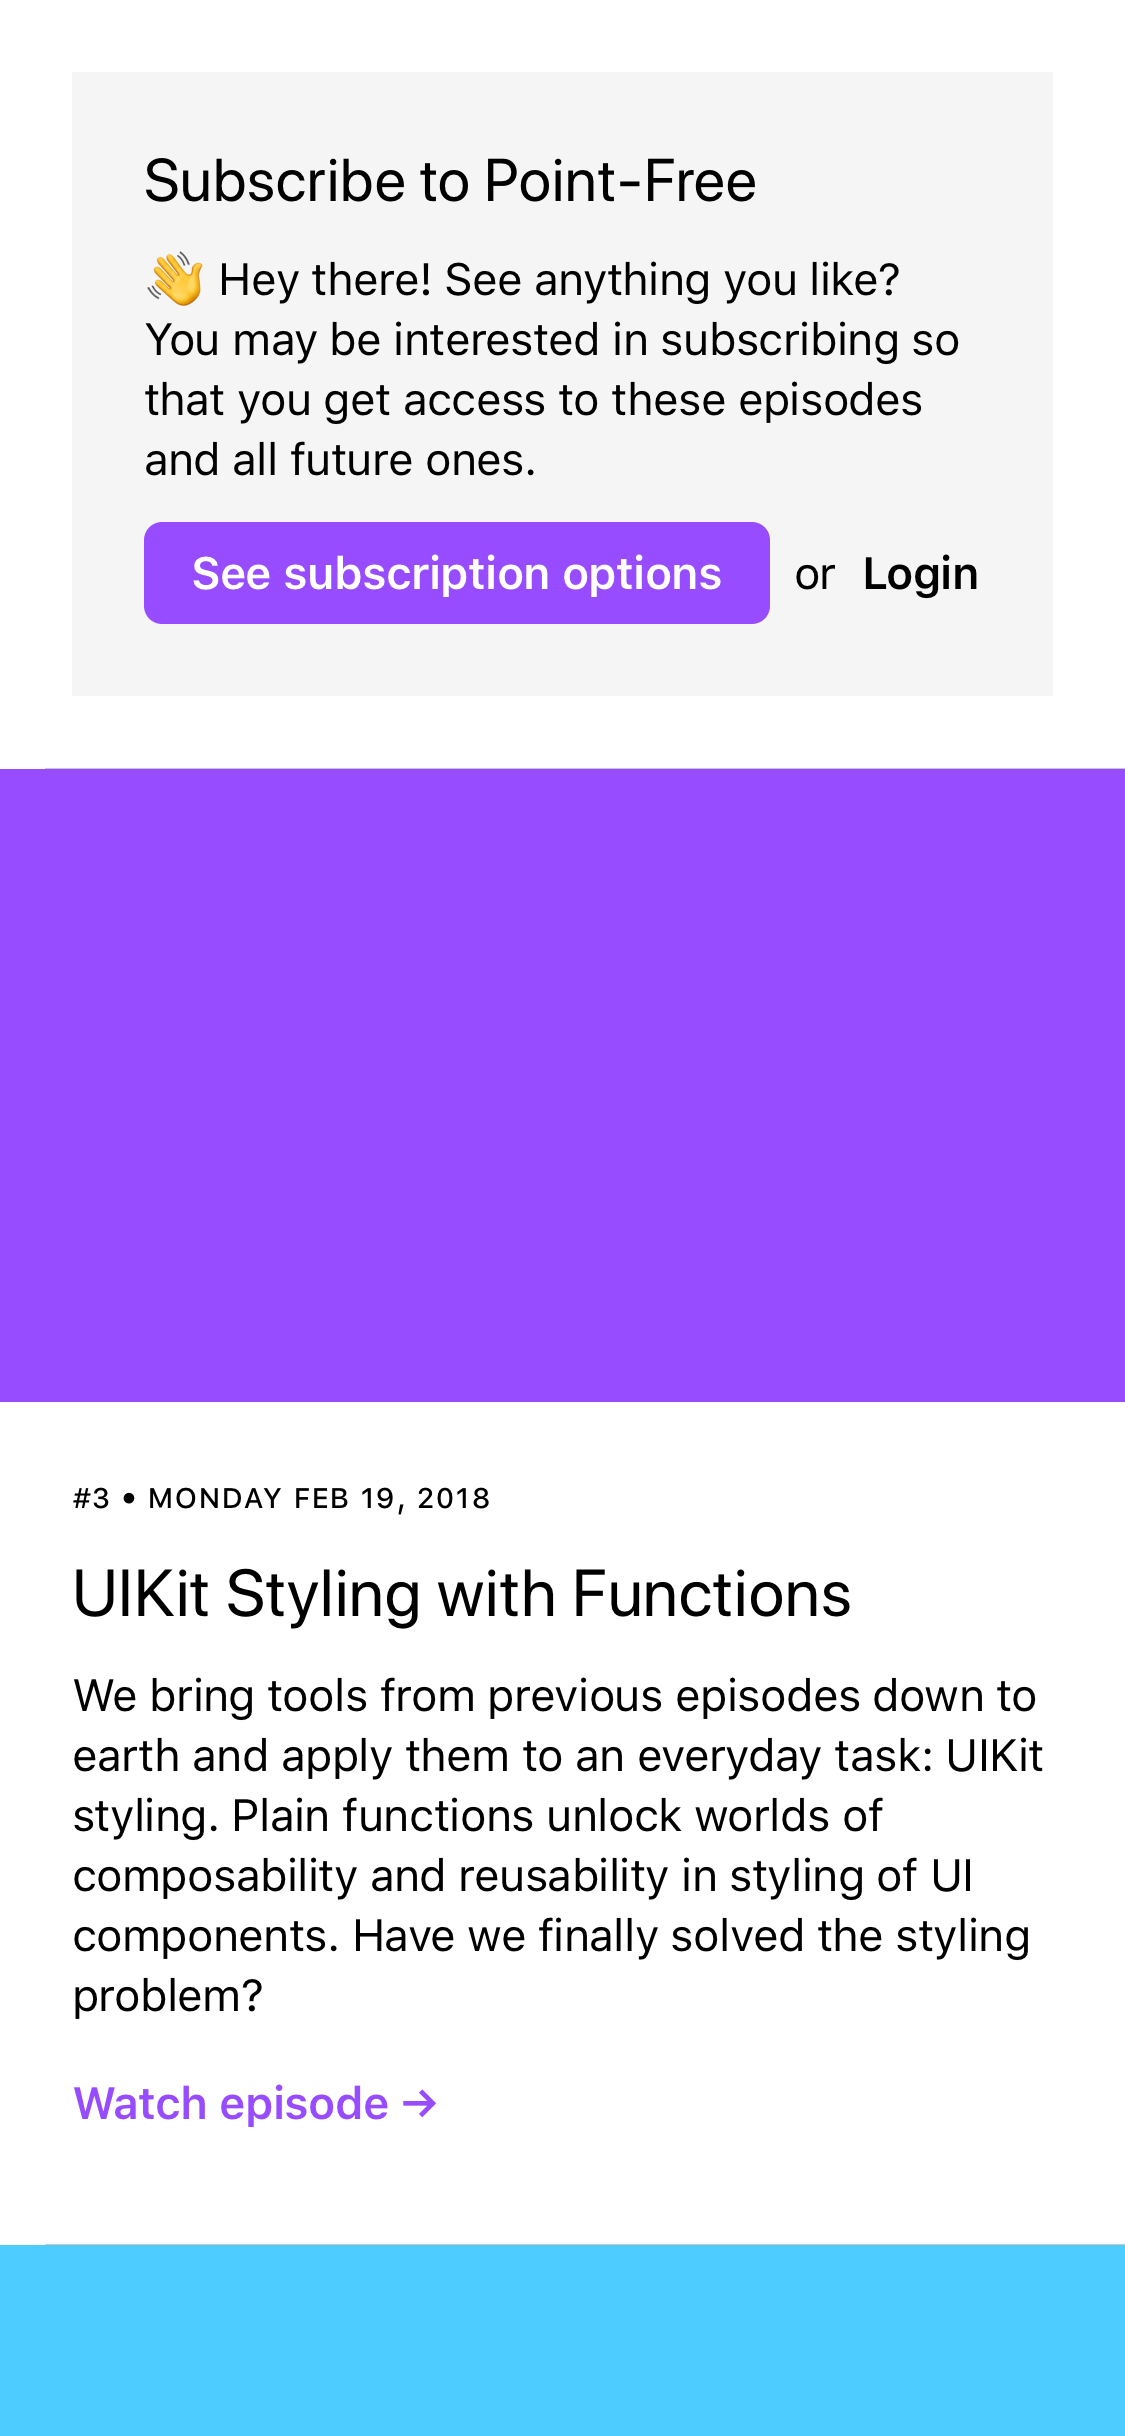 Subscribe to Point-Free
👋 Hey there! See anything you like?
You may be interested in subscribing so
that you get access to these episodes
and all future ones.
See subscription options or Login
#3 • MONDAY FEB 19, 2018
UIKit Styling with Functions
We bring tools from previous episodes down to
earth and apply them to an everyday task: UIKit
styling. Plain functions unlock worlds of
composability and reusability in styling of UI
components. Have we finally solved the styling
problem?
Watch episode →